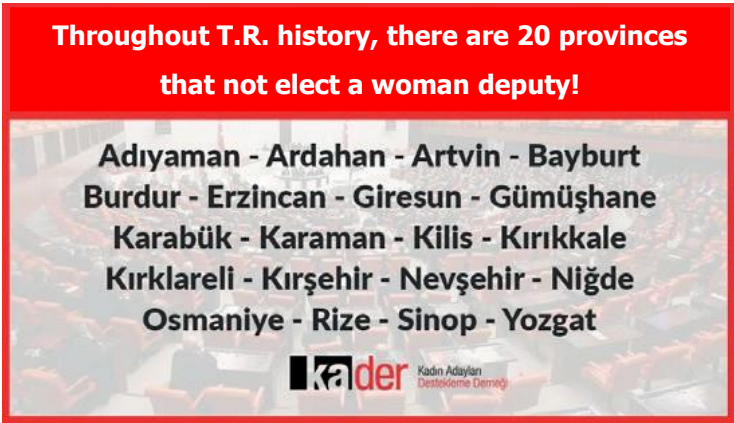 Throughout T.R. history, there are 20 provinces
that not elect a woman deputy!
Adıyaman - Ardahan - Artvin - Bayburt
Burdur - Erzincan - Giresun - Gümüşhane
Karabük - Karaman - Kilis - Kırıkkale
Kırklareli - Kırşehir - Nevşehir - Niğde
Osmaniye - Rize - Sinop - Yozgat
kader
Kadın Adayları
Destekleme Derneği